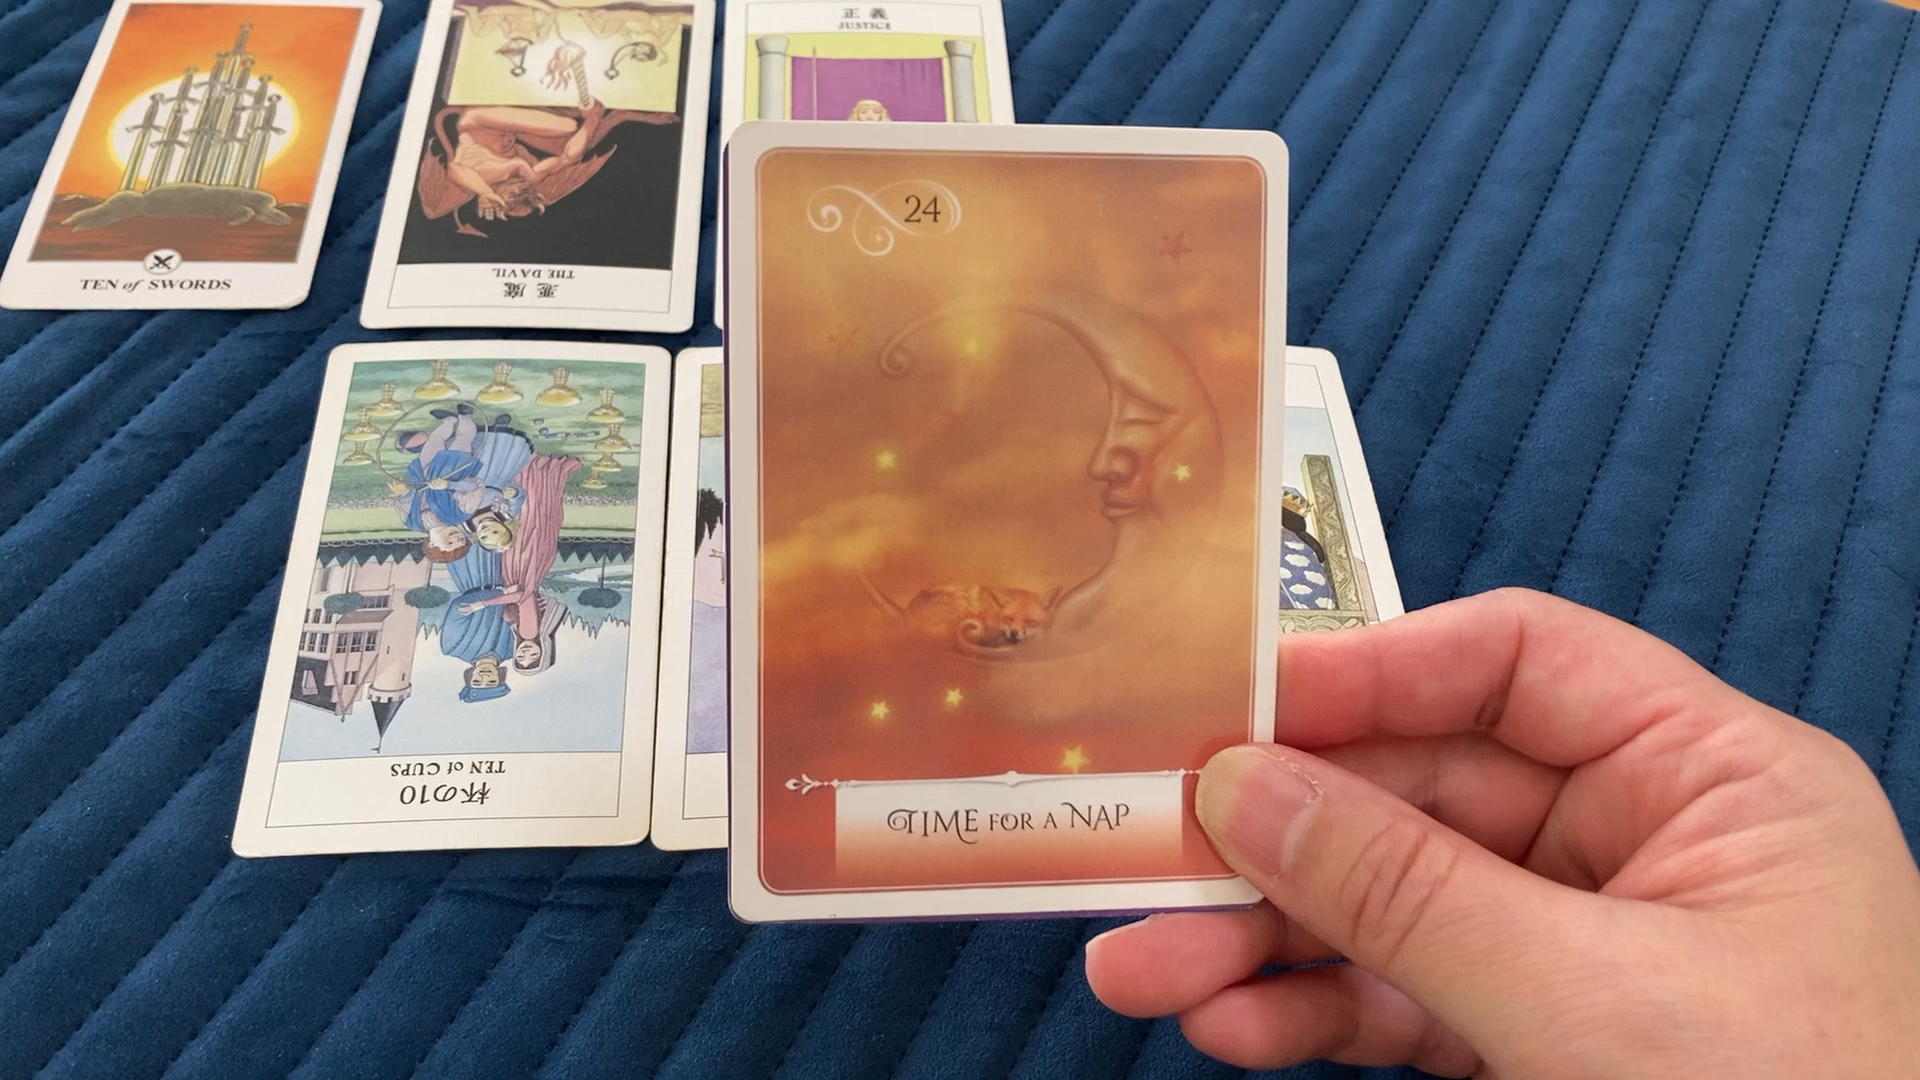 TEN of SWORDS
THE DAVIL
悪魔
正義
JUSTICE
24
TIME FOR A NAP
TEN of CUPS
杯の10